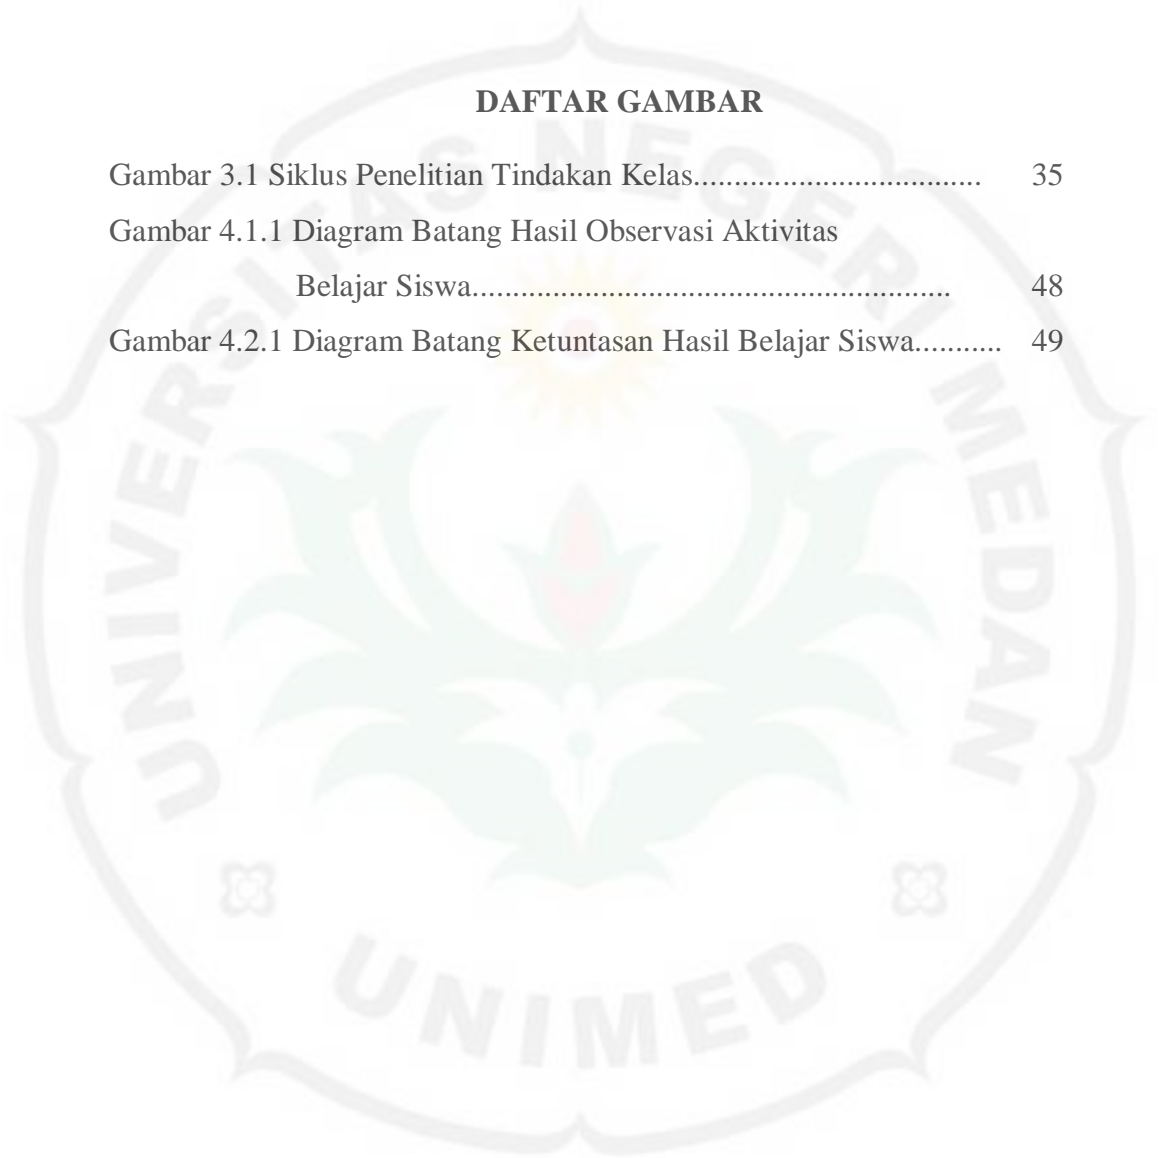 DAFTAR GAMBAR
Gambar 3.1 Siklus Penelitian Tindakan Kelas................................... 35
Gambar 4.1.1 Diagram Batang Hasil Observasi Aktivitas
Belajar Siswa.......................................................... 48
Gambar 4.2.1 Diagram Batang Ketuntasan Hasil Belajar Siswa........... 49
UNIVERSITAS NEGERI MEDAN
UNIMED